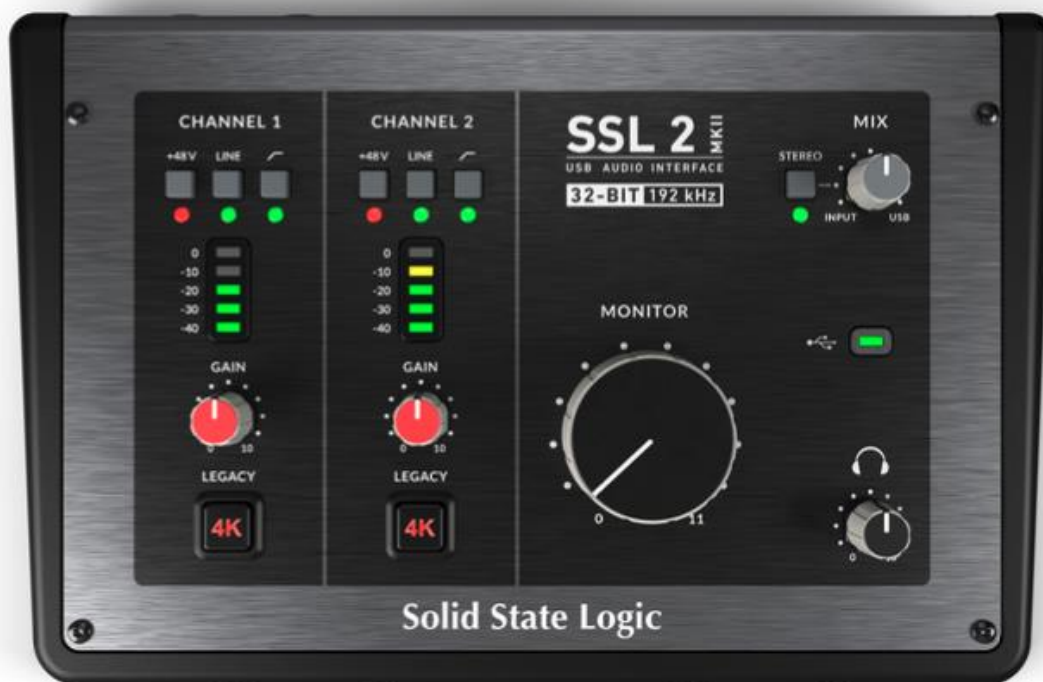 CHANNEL 1
+48V LINE
0
-10
-20
-30
-40
GAIN
0 10
LEGACY
4K
CHANNEL 2
+48V LINE
0
-10
-20
-30
-40
GAIN
0 10
LEGACY
4K
SSL 2 MKII
USB AUDIO INTERFACE
32-BIT 192 kHz
MIX
STEREO
INPUT USB
MONITOR
0 11
0
Solid State Logic